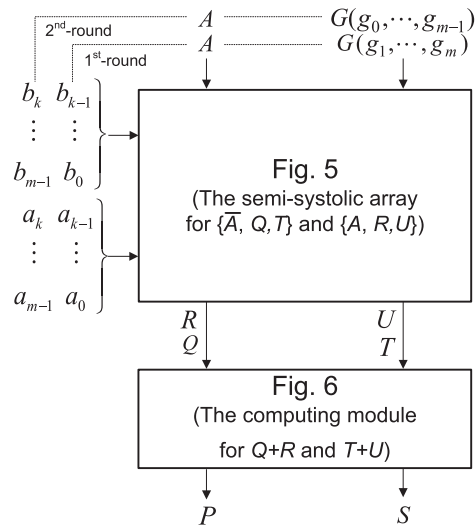 A G(g₀,⋯,gₘ₋₁)
2ⁿᵈ-round
A G(g₁,⋯,gₘ)
1ˢᵗ-round
bₖ bₖ₋₁
⋮ ⋮
bₘ₋₁ b₀
aₖ aₖ₋₁
⋮ ⋮
aₘ₋₁ a₀
Fig. 5
(The semi-systolic array
for {A̅, Q,T} and {A, R,U})
R U
Q T
Fig. 6
(The computing module
for Q+R and T+U)
P S